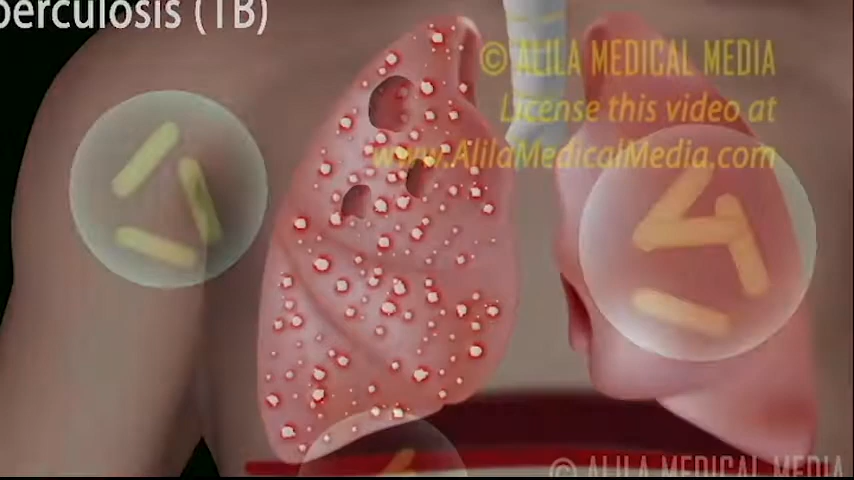 berculosis (TB)
© ALILA MEDICAL MEDIA
License this video at
www.AlilaMedicalMedia.com
© ALILA MEDICAL MEDIA